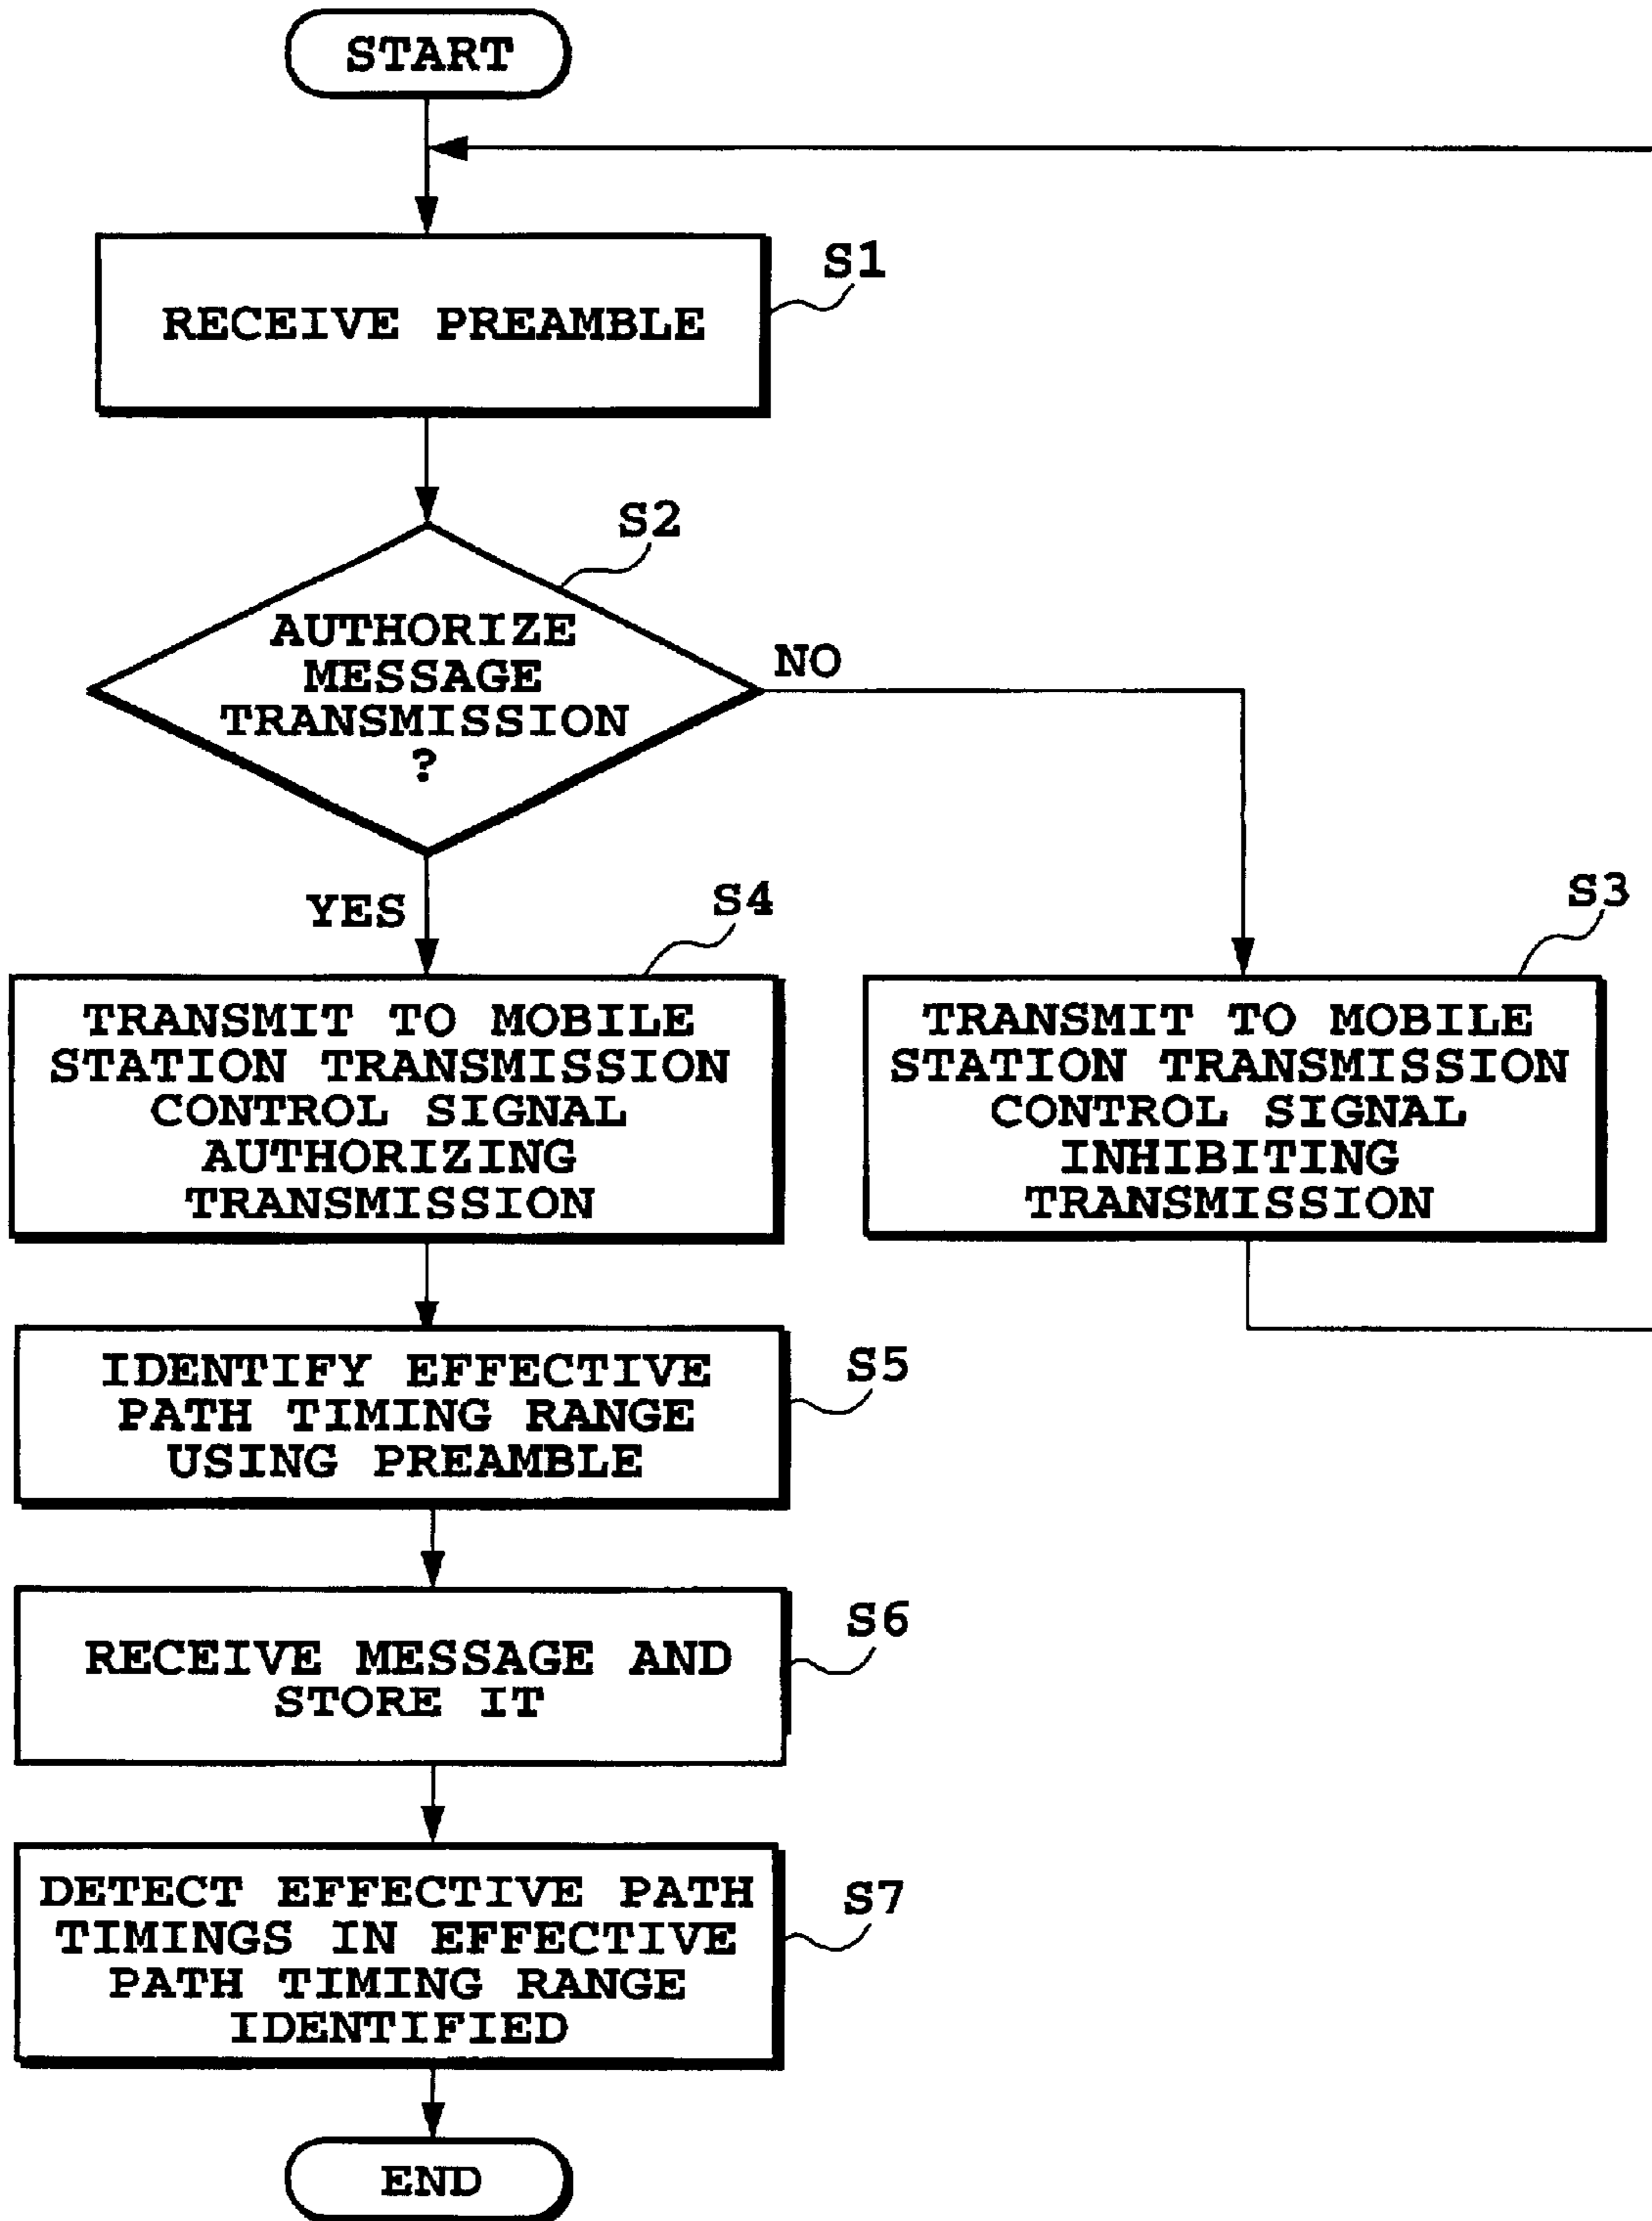 START
S1
RECEIVE PREAMBLE
S2
AUTHORIZE
MESSAGE
TRANSMISSION
?
NO
YES
S4
TRANSMIT TO MOBILE
STATION TRANSMISSION
CONTROL SIGNAL
AUTHORIZING
TRANSMISSION
S3
TRANSMIT TO MOBILE
STATION TRANSMISSION
CONTROL SIGNAL
INHIBITING
TRANSMISSION
S5
IDENTIFY EFFECTIVE
PATH TIMING RANGE
USING PREAMBLE
S6
RECEIVE MESSAGE AND
STORE IT
S7
DETECT EFFECTIVE PATH
TIMINGS IN EFFECTIVE
PATH TIMING RANGE
IDENTIFIED
END